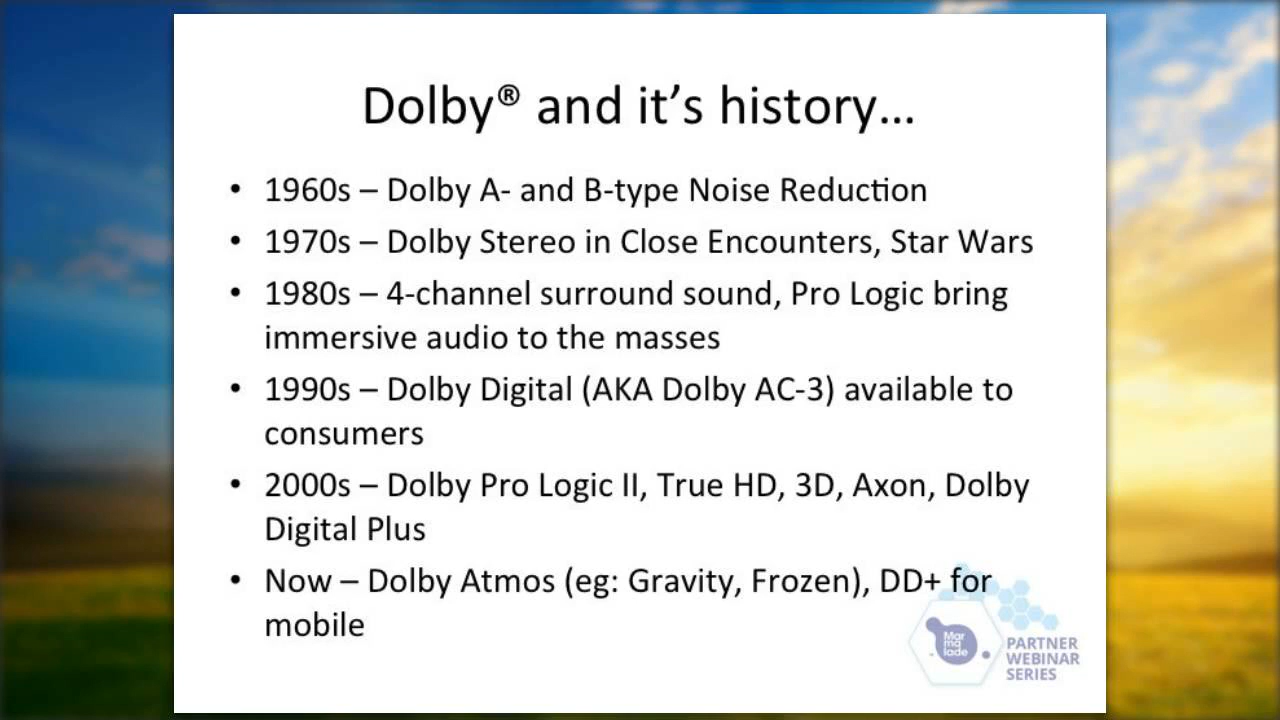 Dolby® and it’s history…
• 1960s – Dolby A- and B-type Noise Reduction
• 1970s – Dolby Stereo in Close Encounters, Star Wars
• 1980s – 4-channel surround sound, Pro Logic bring
immersive audio to the masses
• 1990s – Dolby Digital (AKA Dolby AC-3) available to
consumers
• 2000s – Dolby Pro Logic II, True HD, 3D, Axon, Dolby
Digital Plus
• Now – Dolby Atmos (eg: Gravity, Frozen), DD+ for
mobile
Mar
ma
lade
PARTNER
WEBINAR
SERIES